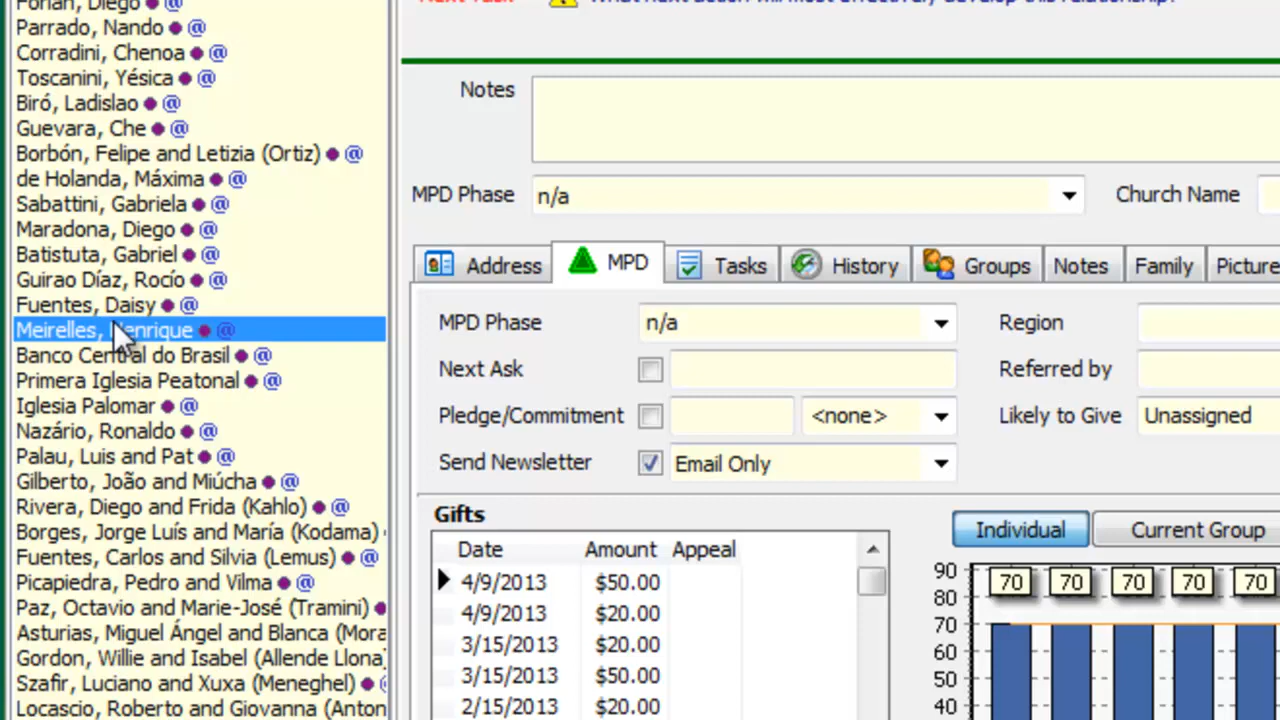 Forlán, Diego @
Parrado, Nando @
Corradini, Chenoa @
Toscanini, Yésica @
Biró, Ladislao @
Guevara, Che @
Borbón, Felipe and Letizia (Ortiz) @
de Holanda, Máxima @
Sabattini, Gabriela @
Maradona, Diego @
Batistuta, Gabriel @
Guirao Díaz, Rocío @
Fuentes, Daisy @
Meirelles, Henrique @
Banco Central do Brasil @
Primera Iglesia Peatonal @
Iglesia Palomar @
Nazário, Ronaldo @
Palau, Luis and Pat @
Gilberto, João and Miúcha @
Rivera, Diego and Frida (Kahlo) @
Borges, Jorge Luís and María (Kodama)
Fuentes, Carlos and Silvia (Lemus) @
Picapiedra, Pedro and Vilma @
Paz, Octavio and Marie-José (Tramini)
Asturias, Miguel Ángel and Blanca (Mora
Gordon, Willie and Isabel (Allende Llona)
Szafir, Luciano and Xuxa (Meneghel)
Locascio, Roberto and Giovanna (Anton
Next Task What next action will most effectively develop this relationship?
Notes
MPD Phase n/a Church Name
Address MPD Tasks History Groups Notes Family Picture
MPD Phase n/a Region
Next Ask Referred by
Pledge/Commitment <none> Likely to Give Unassigned
Send Newsletter Email Only
Gifts
Individual Current Group
Date Amount Appeal
4/9/2013 $50.00
4/9/2013 $20.00
3/15/2013 $20.00
3/15/2013 $50.00
2/15/2013 $20.00
90 70 70 70 70 70
80
70
60
50
40